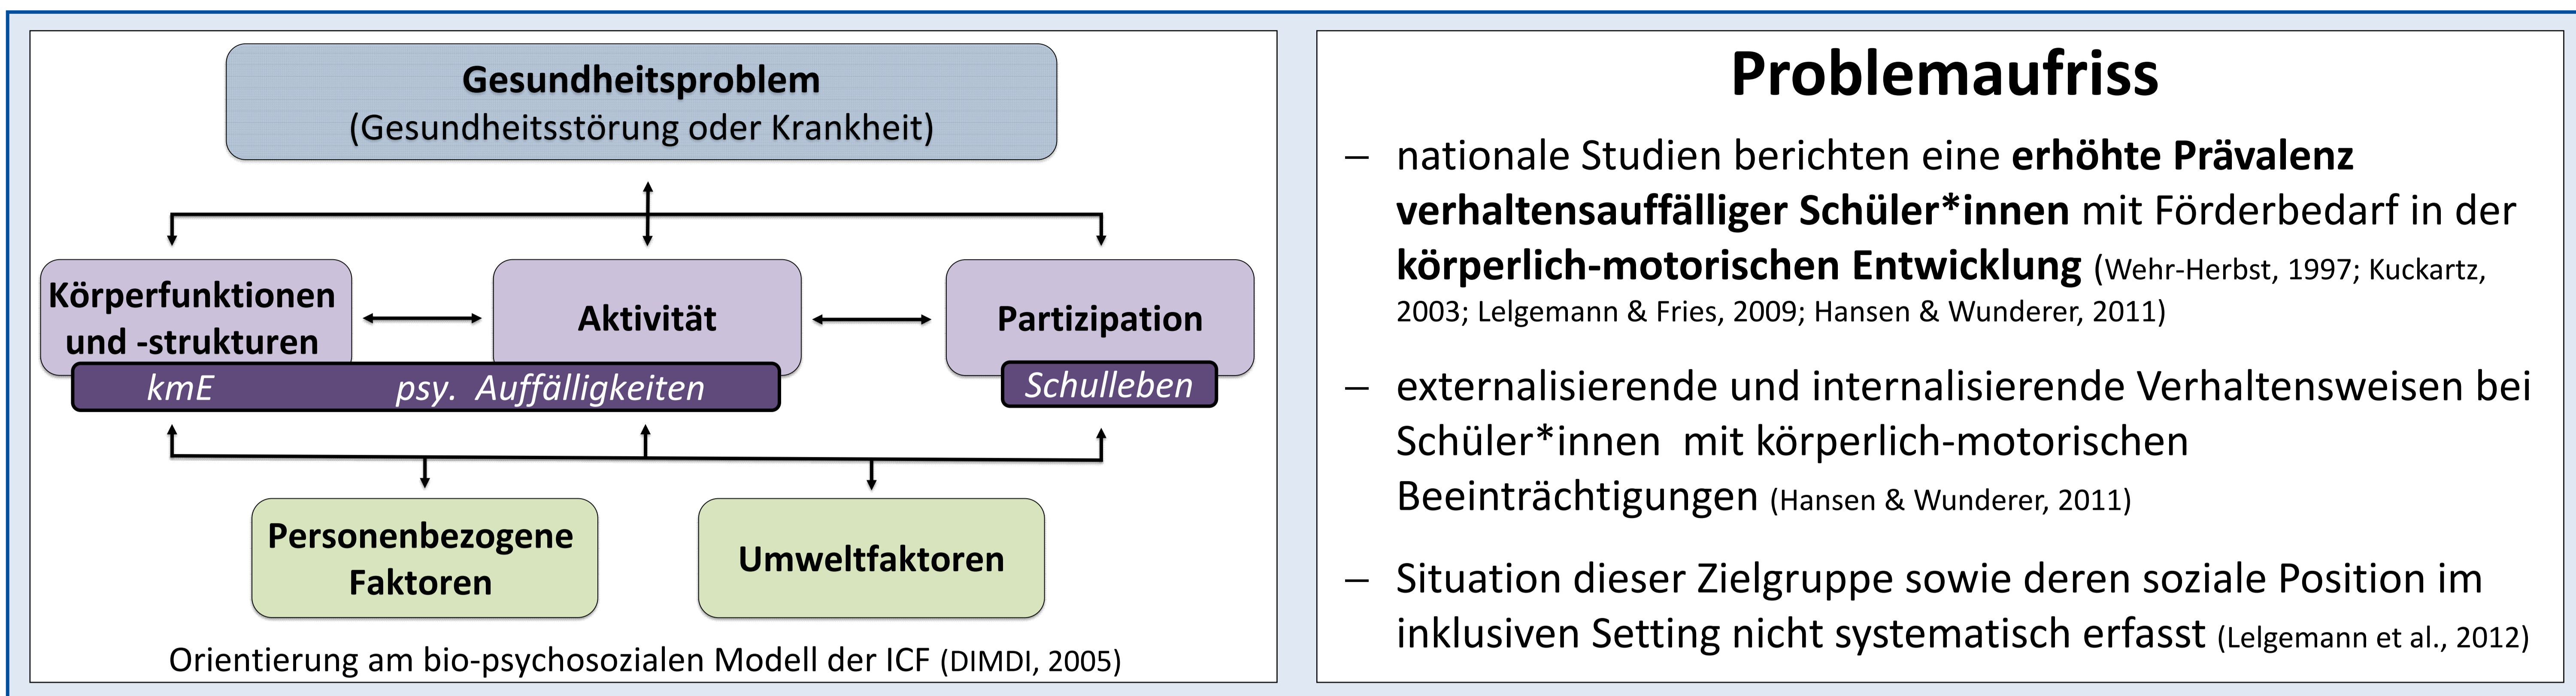 Gesundheitsproblem
(Gesundheitsstörung oder Krankheit)
Körperfunktionen
und -strukturen
Aktivität
Partizipation
kmE psy. Auffälligkeiten
Schulleben
Personenbezogene
Faktoren
Umweltfaktoren
Orientierung am bio-psychosozialen Modell der ICF (DIMDI, 2005)
Problemaufriss
– nationale Studien berichten eine erhöhte Prävalenz
verhaltensauffälliger Schüler*innen mit Förderbedarf in der
körperlich-motorischen Entwicklung (Wehr-Herbst, 1997; Kuckartz,
2003; Lelgemann & Fries, 2009; Hansen & Wunderer, 2011)
– externalisierende und internalisierende Verhaltensweisen bei
Schüler*innen mit körperlich-motorischen
Beeinträchtigungen (Hansen & Wunderer, 2011)
– Situation dieser Zielgruppe sowie deren soziale Position im
inklusiven Setting nicht systematisch erfasst (Lelgemann et al., 2012)